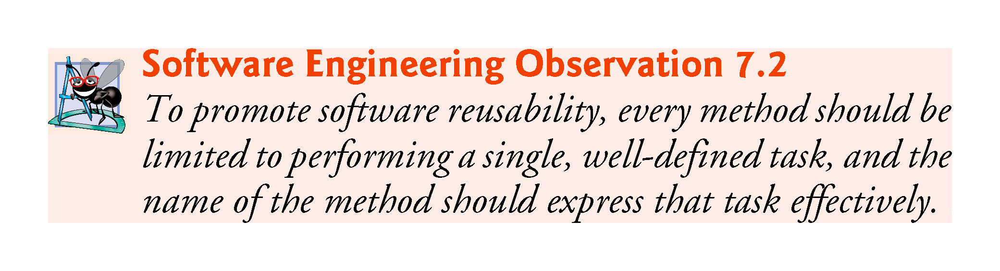 Software Engineering Observation 7.2
To promote software reusability, every method should be
limited to performing a single, well-defined task, and the
name of the method should express that task effectively.